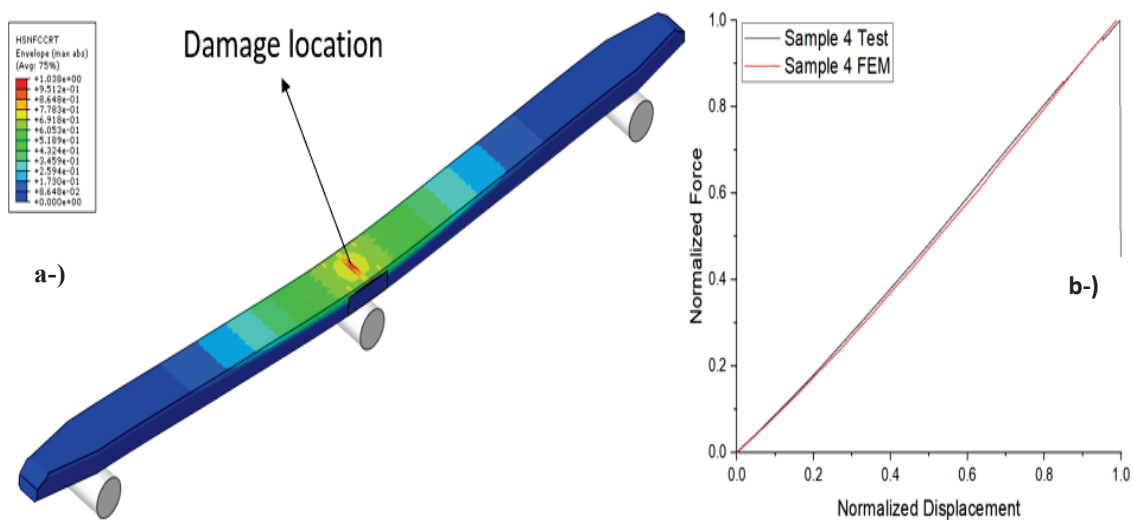 HSNFCCRT
Envelope (max abs)
(Avg: 75%)
+1.038e+00
+9.512e-01
+8.648e-01
+7.783e-01
+6.918e-01
+6.053e-01
+5.189e-01
+4.324e-01
+3.459e-01
+2.594e-01
+1.730e-01
+8.648e-02
+0.000e+00
Damage location
a-)
Sample 4 Test
Sample 4 FEM
1.0
0.8
0.6
0.4
0.2
0.0
Normalized Force
b-)
0.0 0.2 0.4 0.6 0.8 1.0
Normalized Displacement